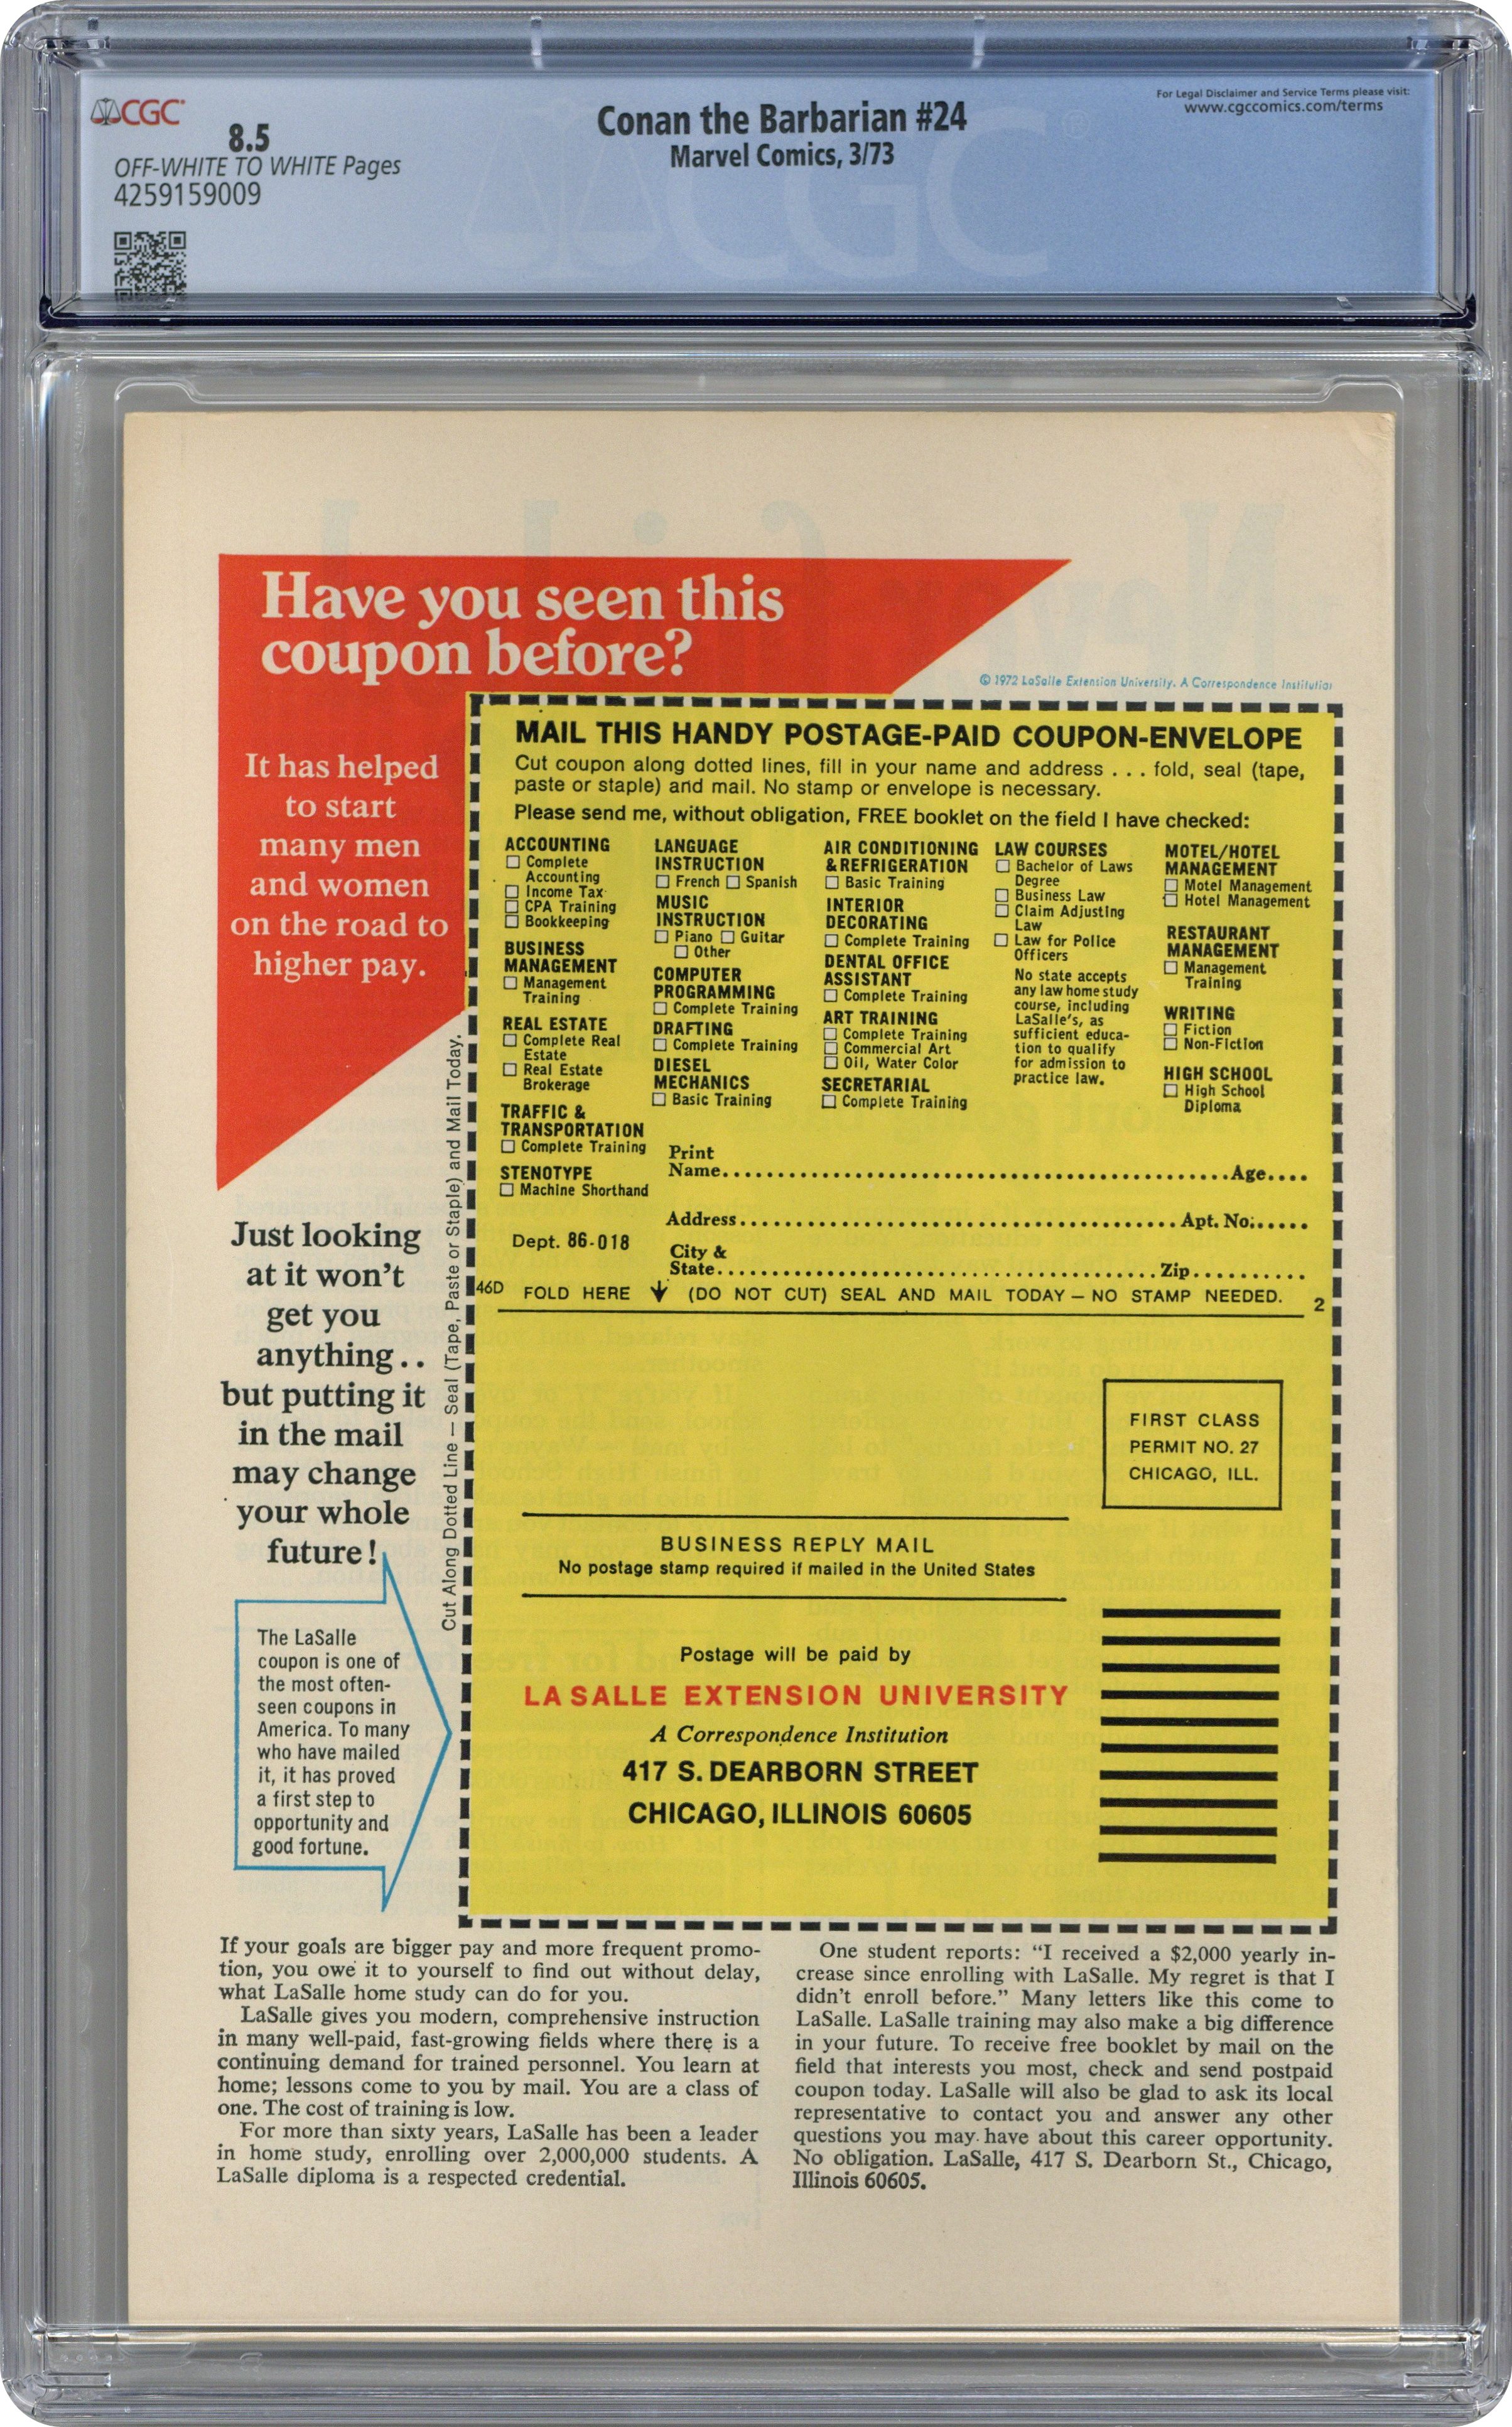 CGC
8.5
OFF-WHITE TO WHITE Pages
4259159009
Conan the Barbarian #24
Marvel Comics, 3/73
For Legal Disclaimer and Service Terms please visit:
www.cgccomics.com/terms
Have you seen this
coupon before?
© 1972 LaSalle Extension University. A Correspondence Institution
It has helped
to start
many men
and women
on the road to
higher pay.
Just looking
at it won't
get you
anything..
but putting it
in the mail
may change
your whole
future!
The LaSalle
coupon is one of
the most often-
seen coupons in
America. To many
who have mailed
it, it has proved
a first step to
opportunity and
good fortune.
Cut Along Dotted Line — Seal (Tape, Paste or Staple) and Mail Today.
MAIL THIS HANDY POSTAGE-PAID COUPON-ENVELOPE
Cut coupon along dotted lines, fill in your name and address . . . fold, seal (tape,
paste or staple) and mail. No stamp or envelope is necessary.
Please send me, without obligation, FREE booklet on the field I have checked:
ACCOUNTING
☐ Complete
Accounting
☐ Income Tax
☐ CPA Training
☐ Bookkeeping
BUSINESS
MANAGEMENT
☐ Management
Training
REAL ESTATE
☐ Complete Real
Estate
☐ Real Estate
Brokerage
TRAFFIC &
TRANSPORTATION
☐ Complete Training
STENOTYPE
☐ Machine Shorthand
LANGUAGE
INSTRUCTION
☐ French ☐ Spanish
MUSIC
INSTRUCTION
☐ Piano ☐ Guitar
☐ Other
COMPUTER
PROGRAMMING
☐ Complete Training
DRAFTING
☐ Complete Training
DIESEL
MECHANICS
☐ Basic Training
AIR CONDITIONING
& REFRIGERATION
☐ Basic Training
INTERIOR
DECORATING
☐ Complete Training
DENTAL OFFICE
ASSISTANT
☐ Complete Training
ART TRAINING
☐ Complete Training
☐ Commercial Art
☐ Oil, Water Color
SECRETARIAL
☐ Complete Training
LAW COURSES
☐ Bachelor of Laws
Degree
☐ Business Law
☐ Claim Adjusting
Law
☐ Law for Police
Officers
No state accepts
any law home study
course, including
LaSalle's, as
sufficient educa-
tion to qualify
for admission to
practice law.
MOTEL/HOTEL
MANAGEMENT
☐ Motel Management
☐ Hotel Management
RESTAURANT
MANAGEMENT
☐ Management
Training
WRITING
☐ Fiction
☐ Non-Fiction
HIGH SCHOOL
☐ High School
Diploma
Print
Name..........Age....
Address..........Apt. No......
Dept. 86-018
City &
State..........Zip..........
46D FOLD HERE ↓ (DO NOT CUT) SEAL AND MAIL TODAY — NO STAMP NEEDED. 2
FIRST CLASS
PERMIT NO. 27
CHICAGO, ILL.
BUSINESS REPLY MAIL
No postage stamp required if mailed in the United States
Postage will be paid by
LA SALLE EXTENSION UNIVERSITY
A Correspondence Institution
417 S. DEARBORN STREET
CHICAGO, ILLINOIS 60605
If your goals are bigger pay and more frequent promo-
tion, you owe it to yourself to find out without delay,
what LaSalle home study can do for you.
LaSalle gives you modern, comprehensive instruction
in many well-paid, fast-growing fields where there is a
continuing demand for trained personnel. You learn at
home; lessons come to you by mail. You are a class of
one. The cost of training is low.
For more than sixty years, LaSalle has been a leader
in home study, enrolling over 2,000,000 students. A
LaSalle diploma is a respected credential.
One student reports: "I received a $2,000 yearly in-
crease since enrolling with LaSalle. My regret is that I
didn't enroll before." Many letters like this come to
LaSalle. LaSalle training may also make a big difference
in your future. To receive free booklet by mail on the
field that interests you most, check and send postpaid
coupon today. LaSalle will also be glad to ask its local
representative to contact you and answer any other
questions you may have about this career opportunity.
No obligation. LaSalle, 417 S. Dearborn St., Chicago,
Illinois 60605.